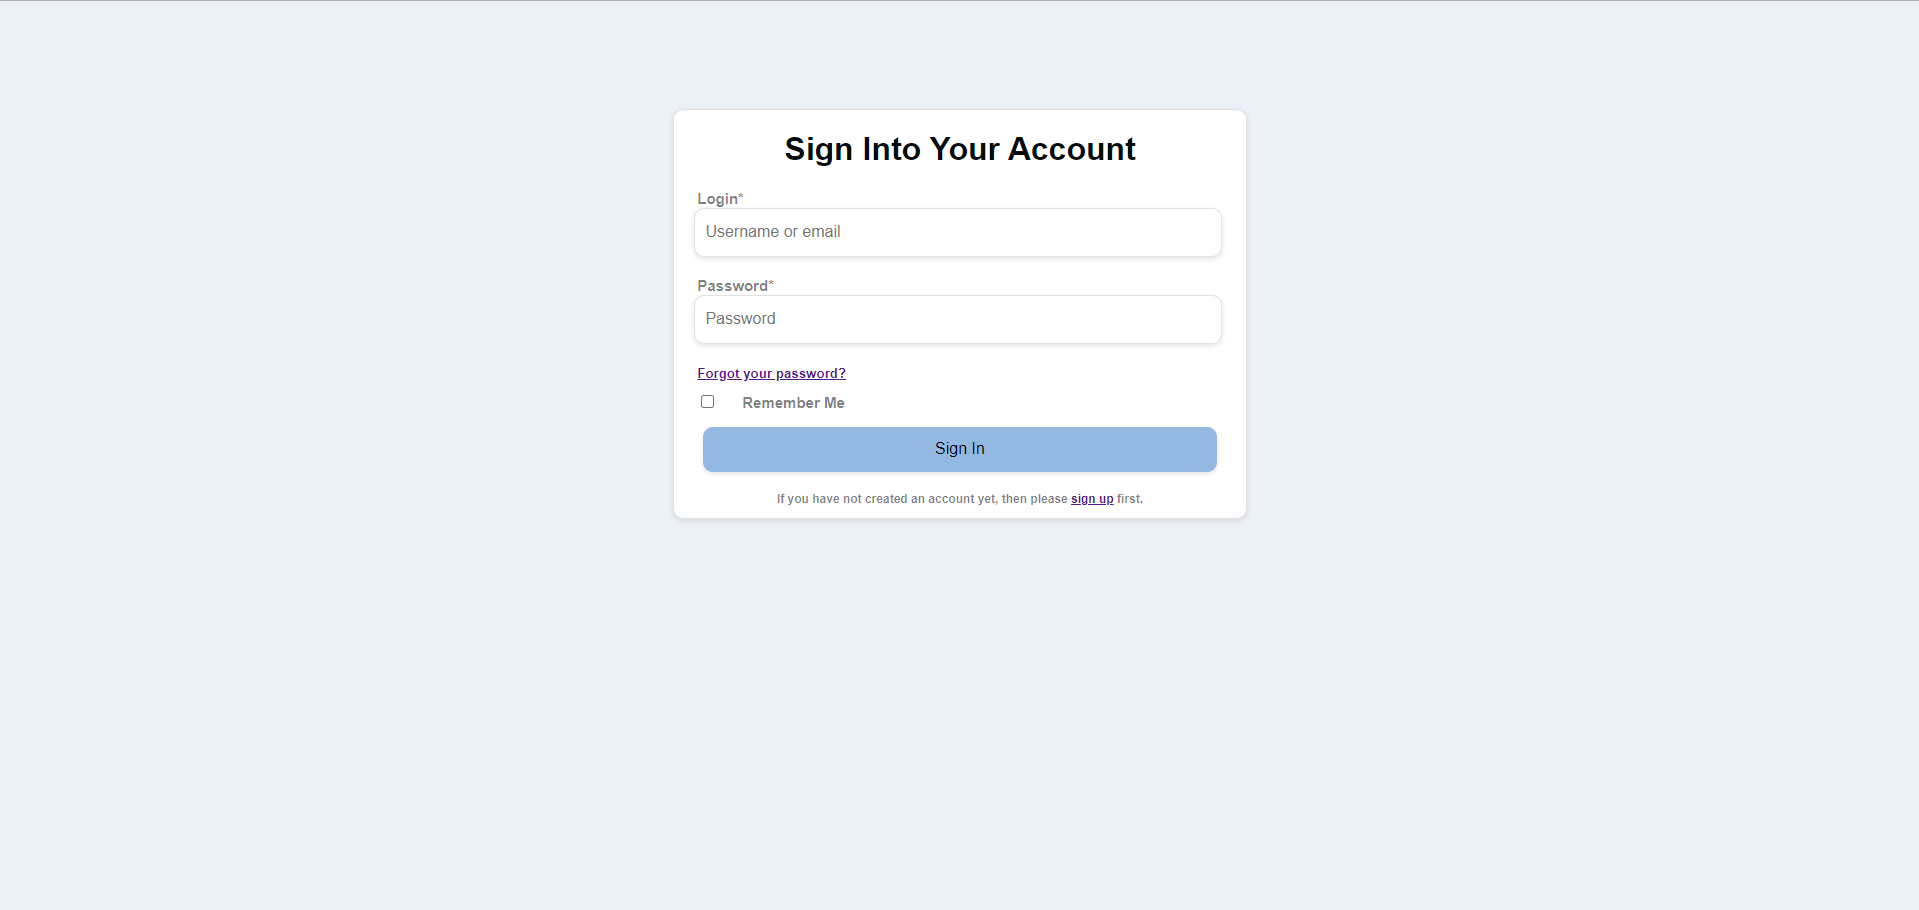 Sign Into Your Account
Login*
Username or email
Password*
Password
Forgot your password?
Remember Me
Sign In
If you have not created an account yet, then please sign up first.